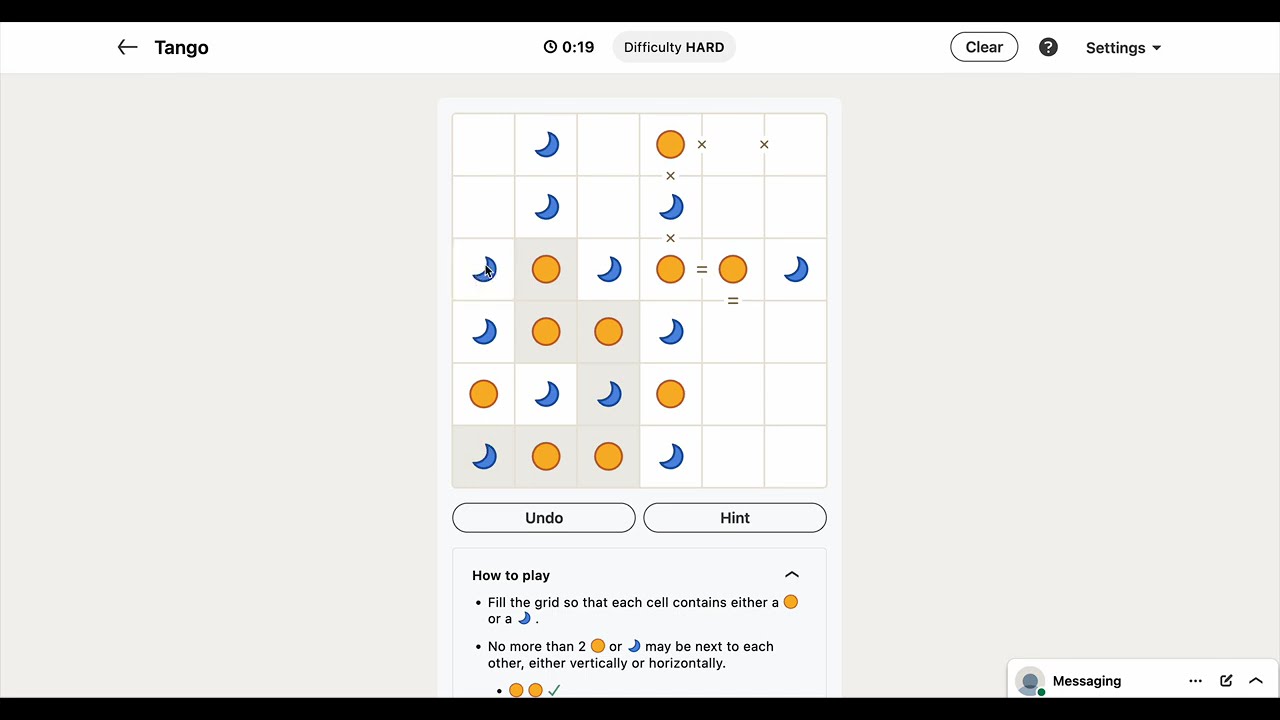 Tango
0:19
Difficulty HARD
Clear
?
Settings
×
×
×
×
=
=
Undo
Hint
How to play
• Fill the grid so that each cell contains either a
or a .
• No more than 2 or may be next to each
other, either vertically or horizontally.
Messaging